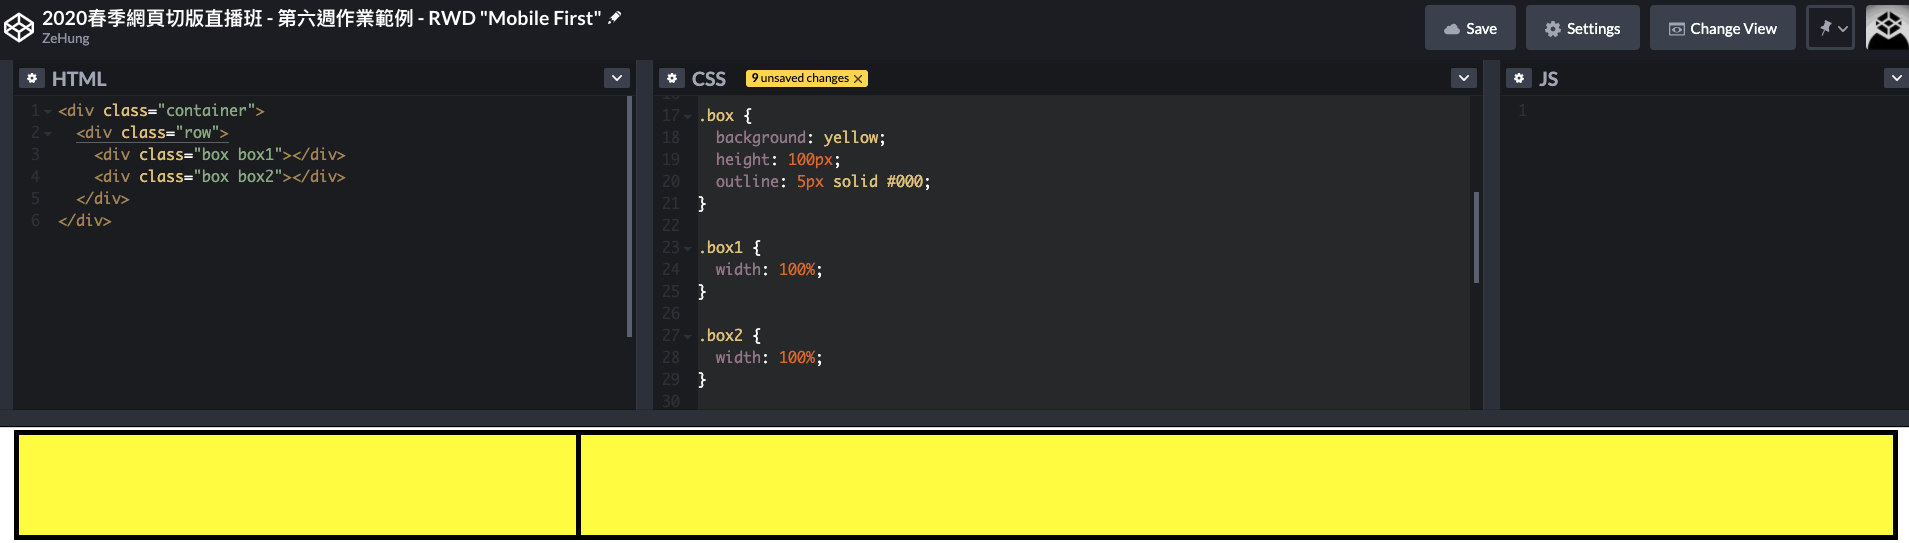 2020春季網頁切版直播班 - 第六週作業範例 - RWD "Mobile First"
ZeHung
Save
Settings
Change View
HTML
1 <div class="container">
2 <div class="row">
3 <div class="box box1"></div>
4 <div class="box box2"></div>
5 </div>
6 </div>
CSS
9 unsaved changes ×
16
17 .box {
18 background: yellow;
19 height: 100px;
20 outline: 5px solid #000;
21 }
22
23 .box1 {
24 width: 100%;
25 }
26
27 .box2 {
28 width: 100%;
29 }
30
JS
1